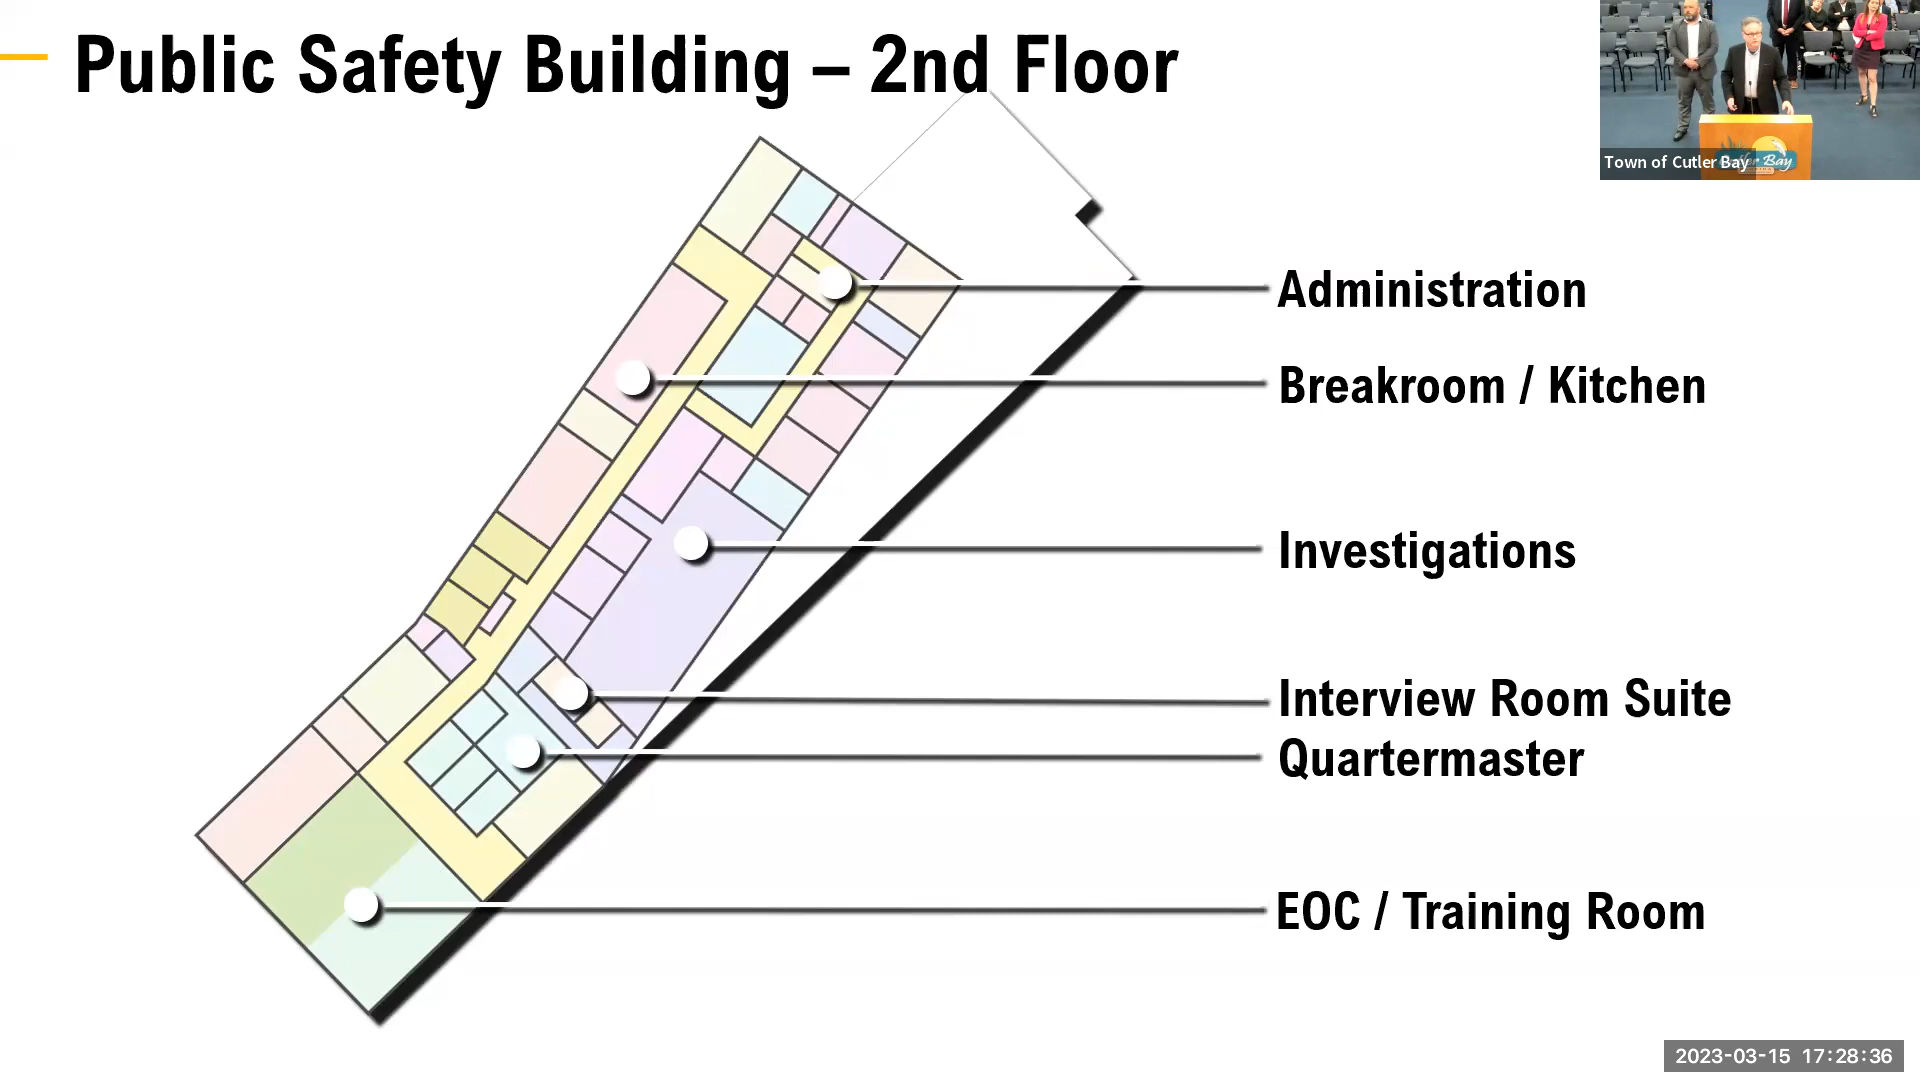 Public Safety Building – 2nd Floor
Town of Cutler Bay
Bay
Administration
Breakroom / Kitchen
Investigations
Interview Room Suite
Quartermaster
EOC / Training Room
2023-03-15 17:28:36